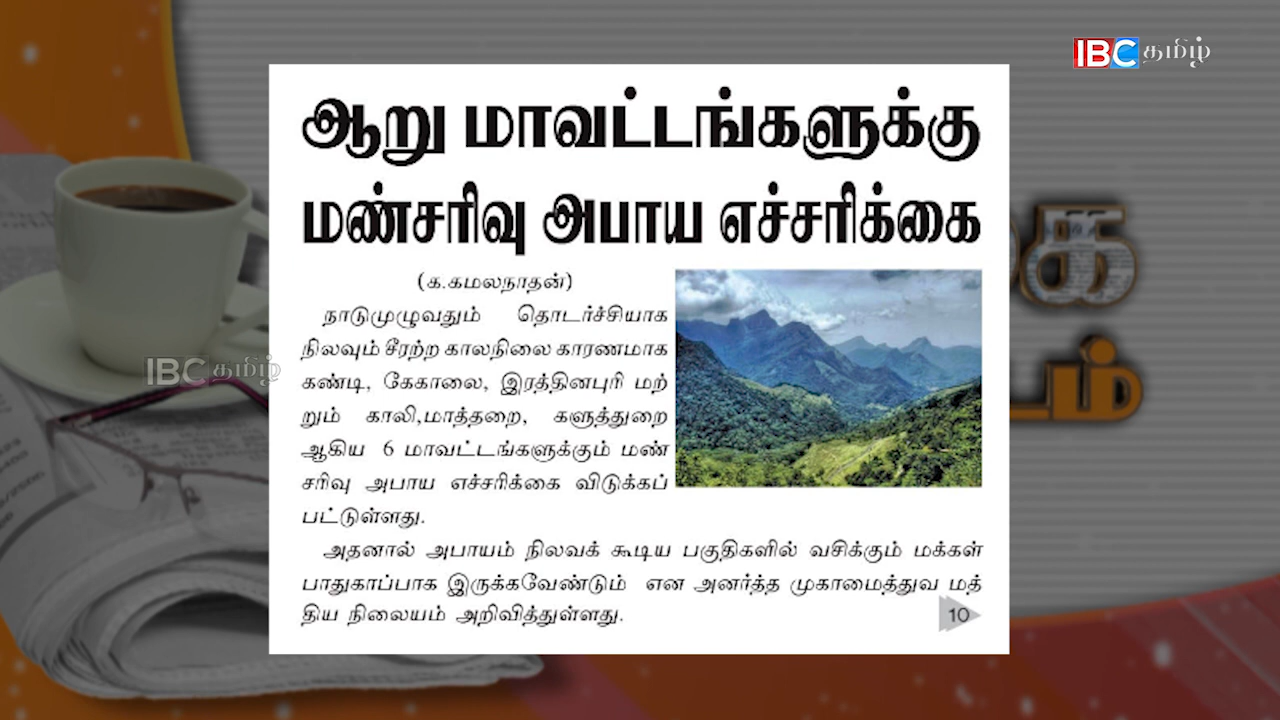 IBC தமிழ்
ஆறு மாவட்டங்களுக்கு
மண்சரிவு அபாய எச்சரிக்கை
(க.கமலநாதன்)
நாடுமுழுவதும் தொடர்ச்சியாக
நிலவும் சீரற்ற காலநிலை காரணமாக
கண்டி, கேகாலை, இரத்தினபுரி மற்
றும் காலி,மாத்தறை, களுத்துறை
ஆகிய 6 மாவட்டங்களுக்கும் மண்
சரிவு அபாய எச்சரிக்கை விடுக்கப்
பட்டுள்ளது.
அதனால் அபாயம் நிலவக் கூடிய பகுதிகளில் வசிக்கும் மக்கள்
பாதுகாப்பாக இருக்கவேண்டும் என அனர்த்த முகாமைத்துவ மத்
திய நிலையம் அறிவித்துள்ளது.
10
IBC தமிழ்